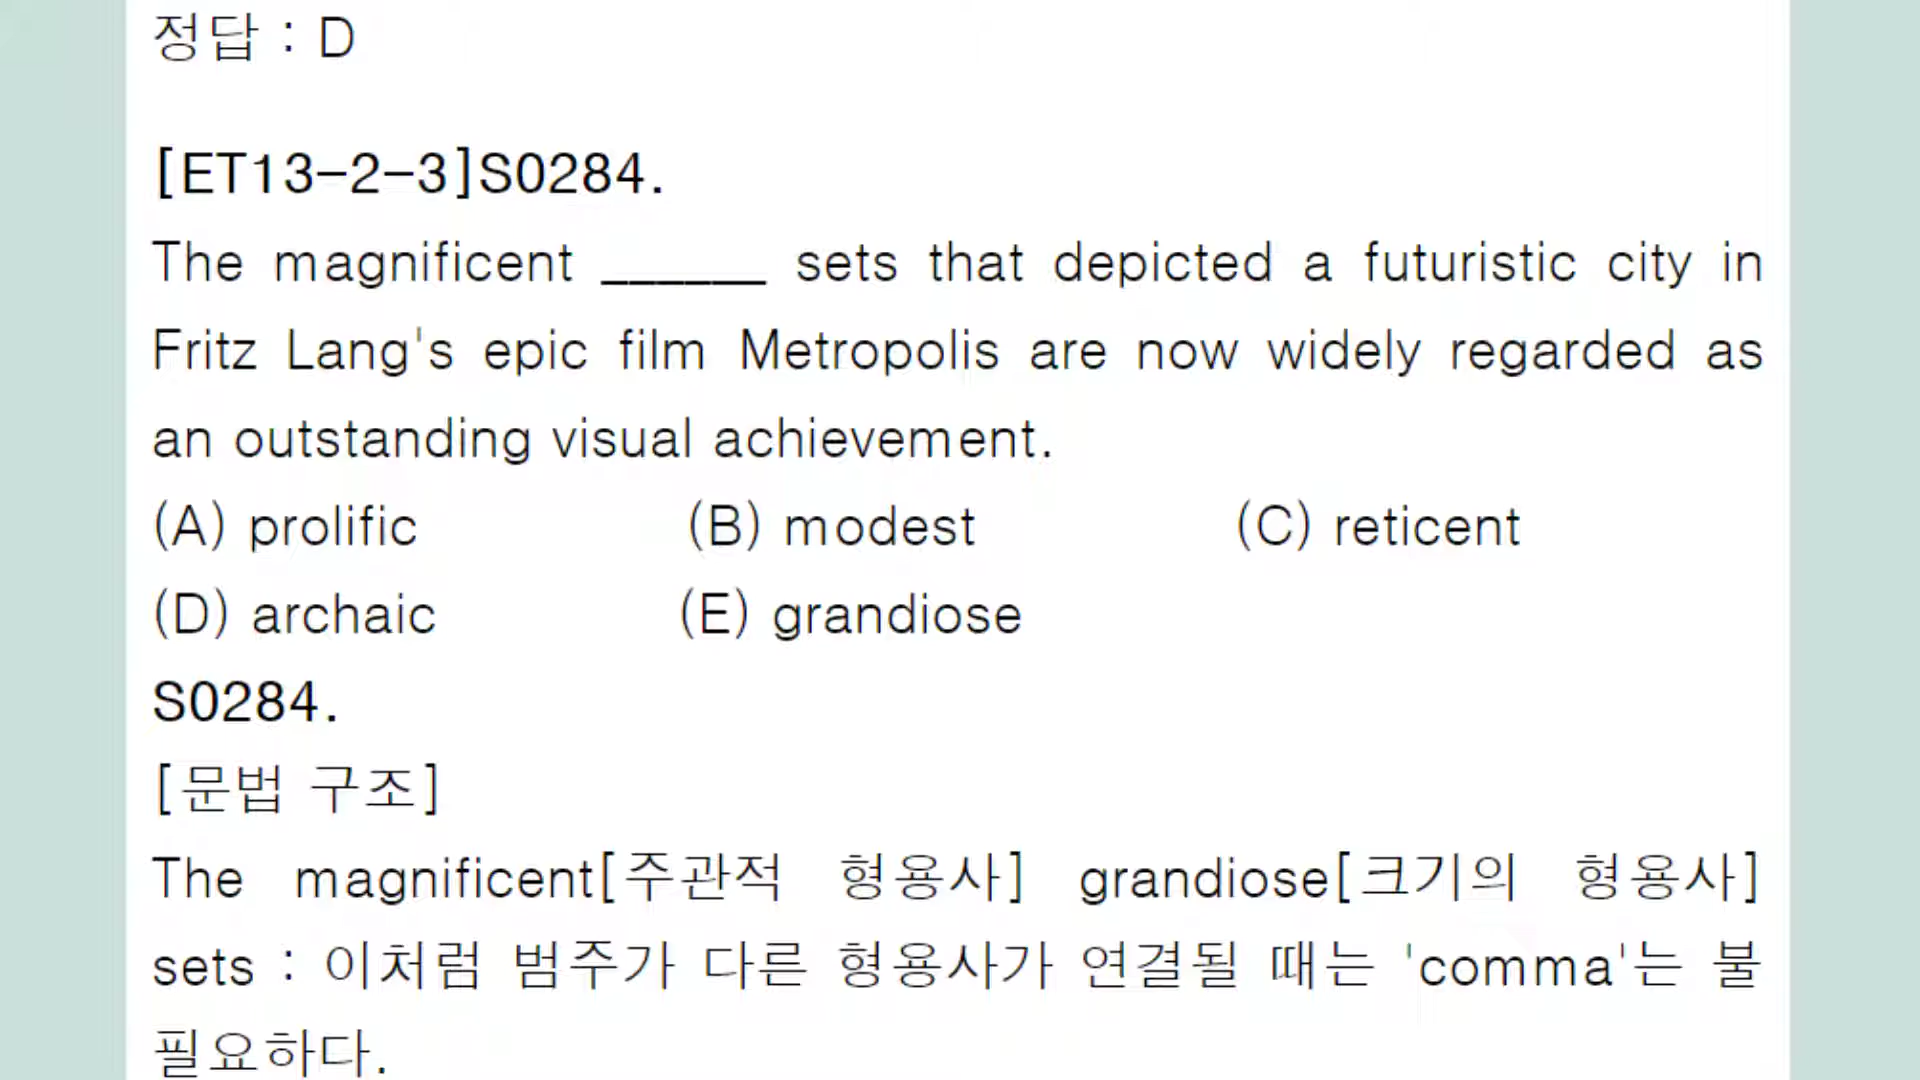 정답 : D
[ET13-2-3]S0284.
The magnificent ______ sets that depicted a futuristic city in
Fritz Lang's epic film Metropolis are now widely regarded as
an outstanding visual achievement.
(A) prolific (B) modest (C) reticent
(D) archaic (E) grandiose
S0284.
[문법 구조]
The magnificent[주관적 형용사] grandiose[크기의 형용사]
sets : 이처럼 범주가 다른 형용사가 연결될 때는 'comma'는 불
필요하다.